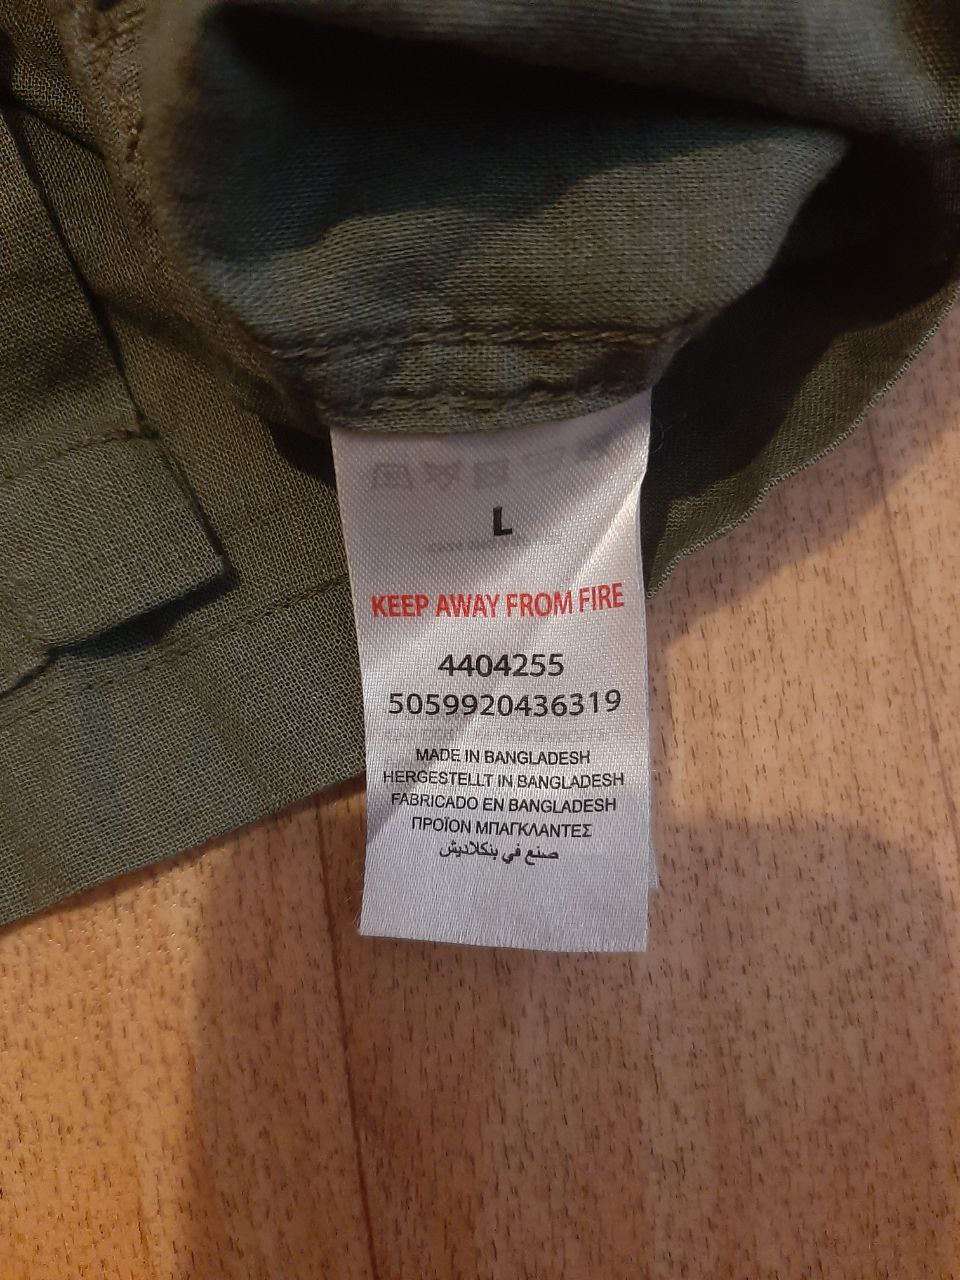 L
KEEP AWAY FROM FIRE
4404255
5059920436319
MADE IN BANGLADESH
HERGESTELLT IN BANGLADESH
FABRICADO EN BANGLADESH
ΠΡΟΪΟΝ ΜΠΑΓΚΛΑΝΤΕΣ
صنع في بنكلاديش